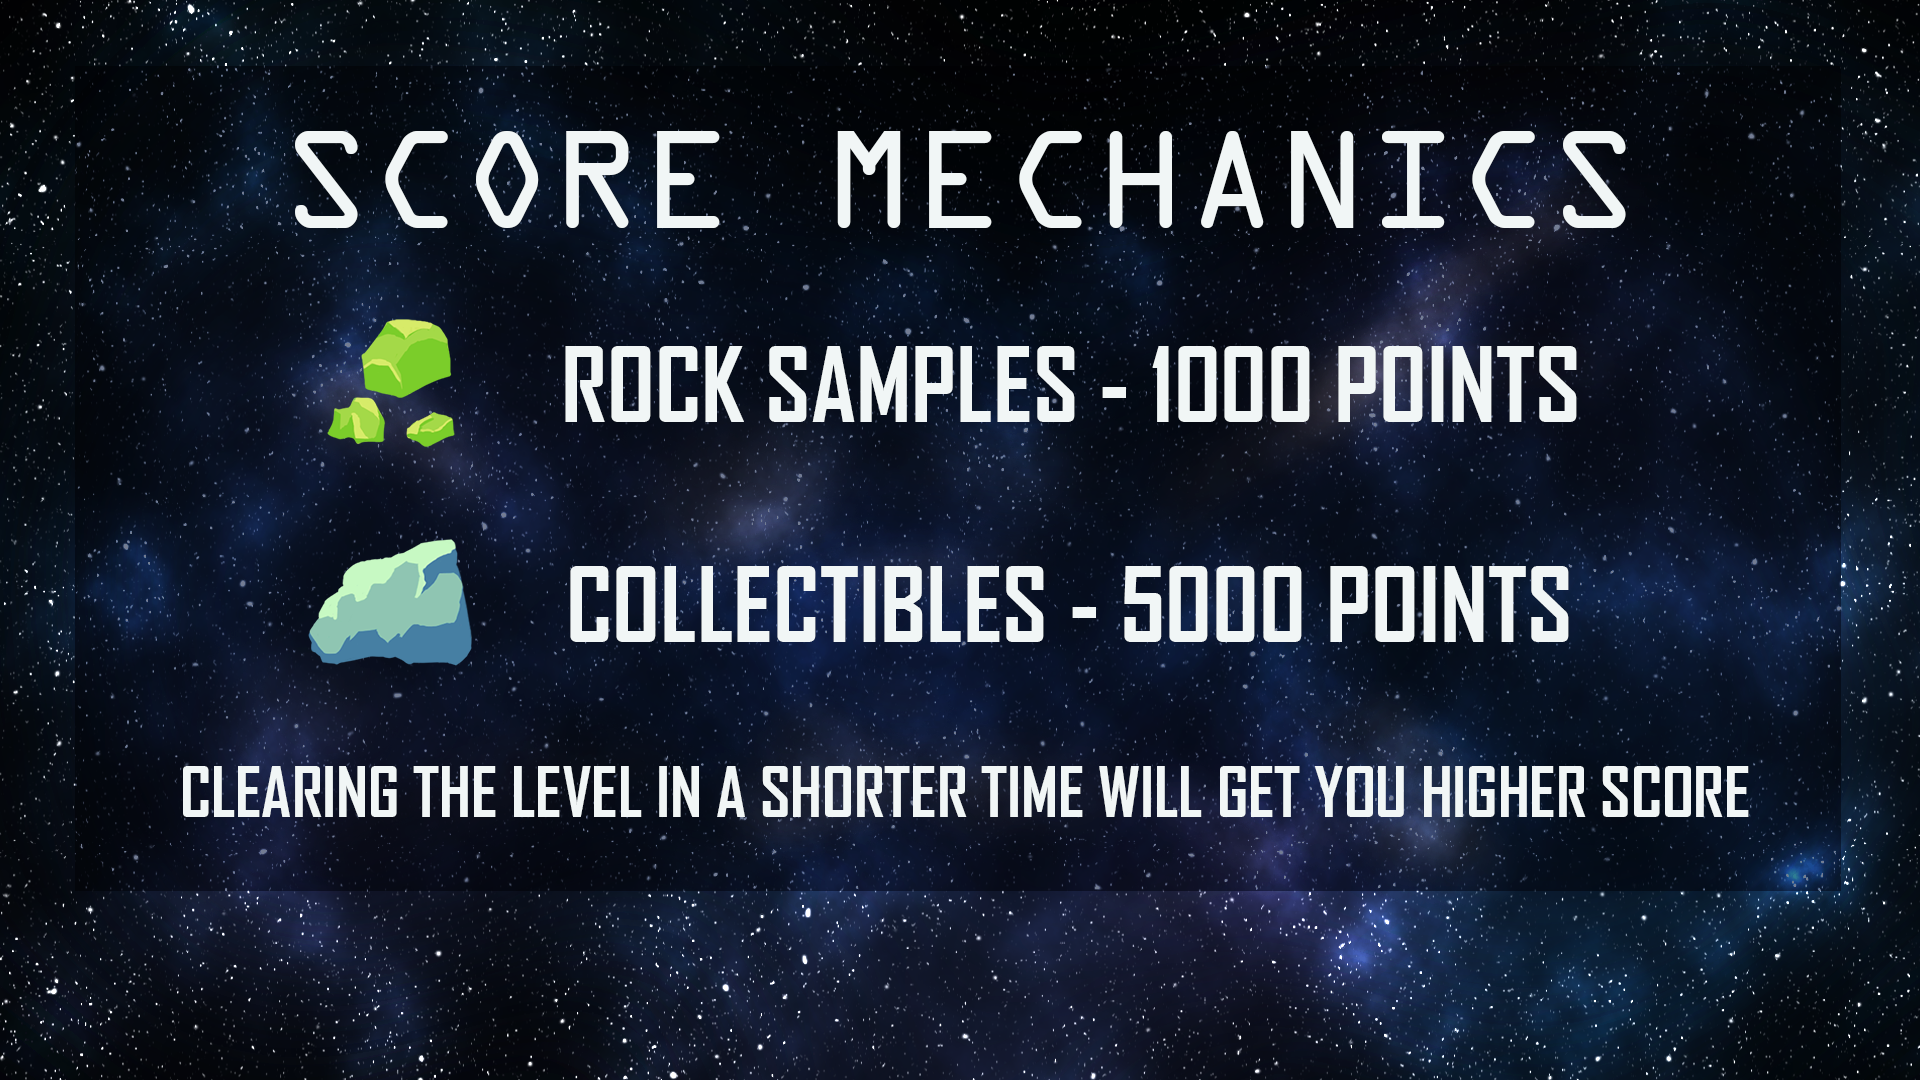 SCORE MECHANICS
ROCK SAMPLES - 1000 POINTS
COLLECTIBLES - 5000 POINTS
CLEARING THE LEVEL IN A SHORTER TIME WILL GET YOU HIGHER SCORE